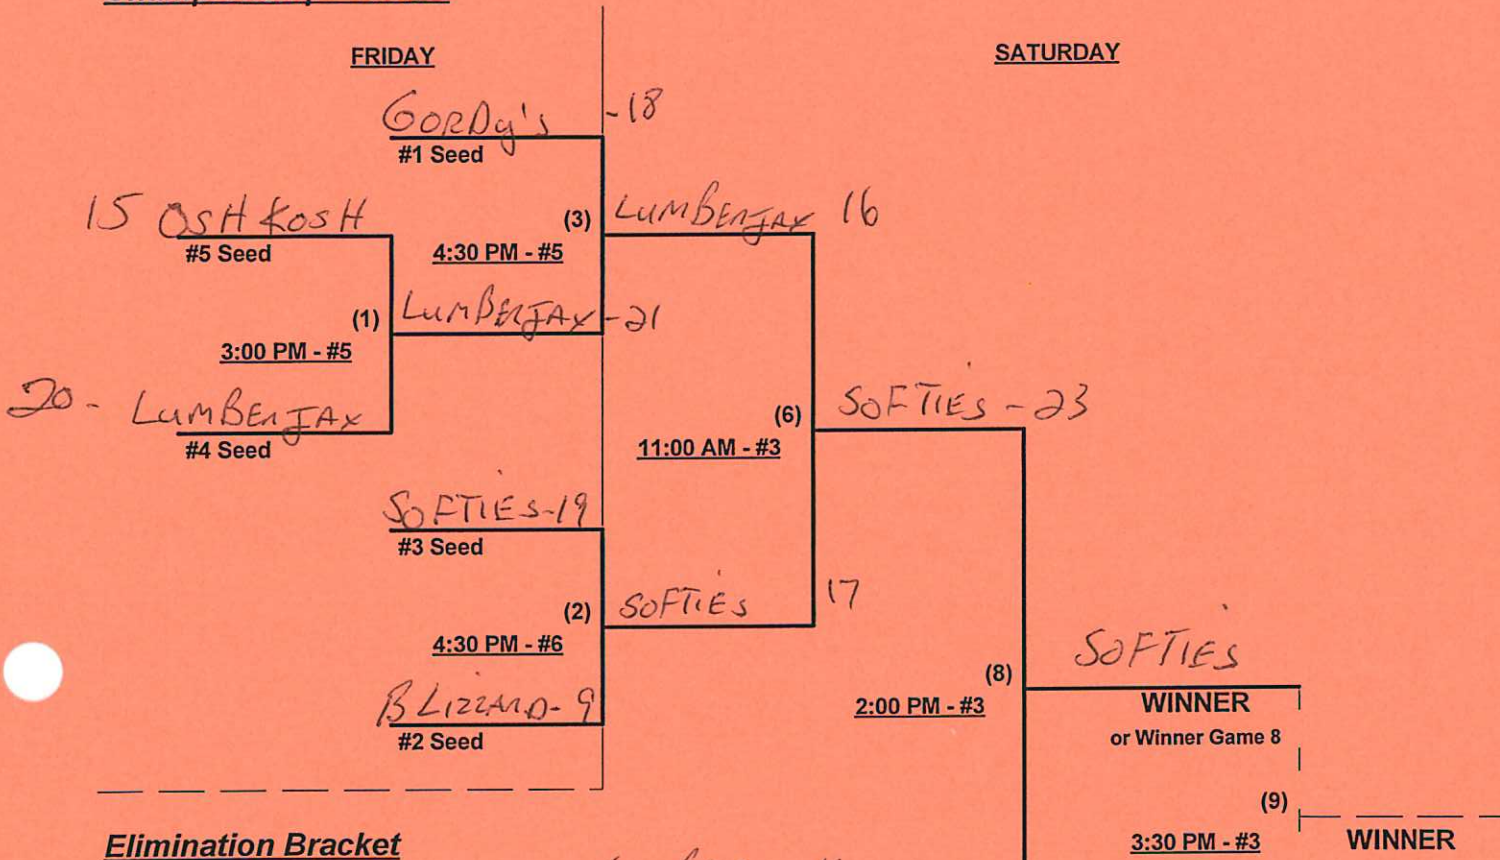 FRIDAY
SATURDAY
GORDy's -18
#1 Seed
15 OSHKOSH
#5 Seed
(3)
4:30 PM - #5
LUMBERJAX 16
(1)
3:00 PM - #5
LUMBERJAX -21
20 - LUMBERJAX
#4 Seed
(6)
11:00 AM - #3
SOFTIES - 23
SOFTIES-19
#3 Seed
(2)
4:30 PM - #6
SOFTIES 17
BLIZZARD- 9
#2 Seed
(8)
2:00 PM - #3
SOFTIES
WINNER
or Winner Game 8
(9)
3:30 PM - #3
WINNER
Elimination Bracket